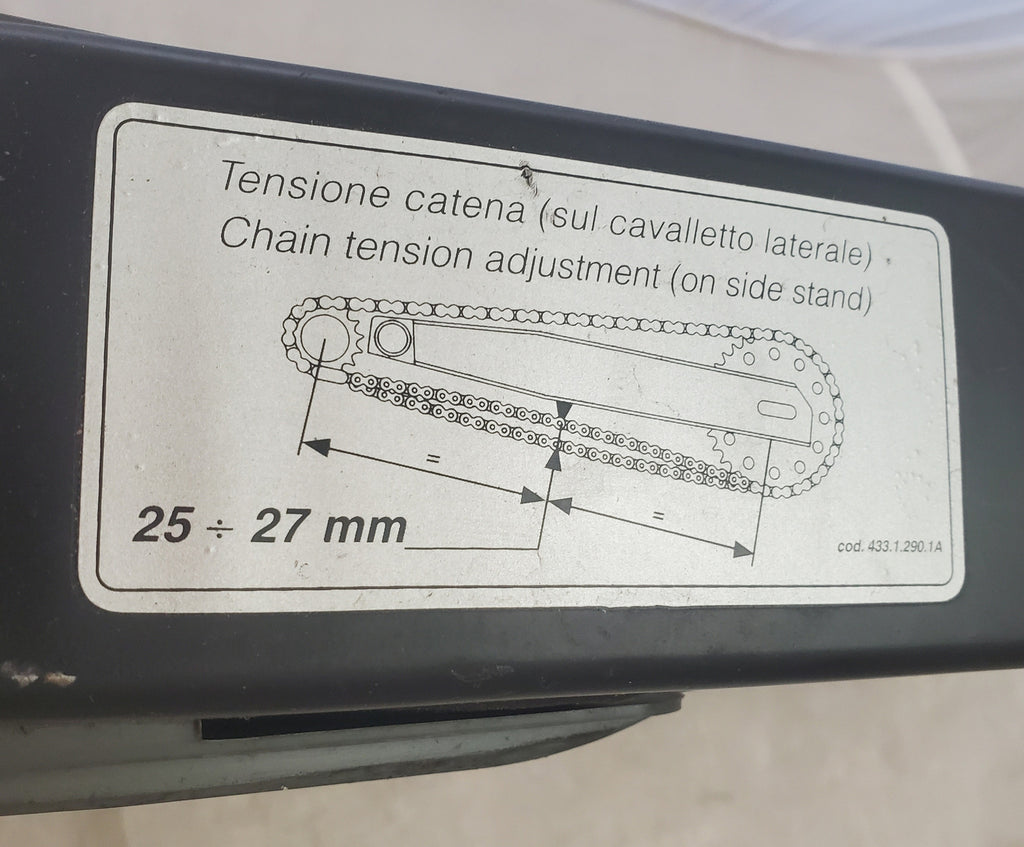 Tensione catena (sul cavalletto laterale)
Chain tension adjustment (on side stand)
=
=
25 ÷ 27 mm
cod. 433.1.290.1A